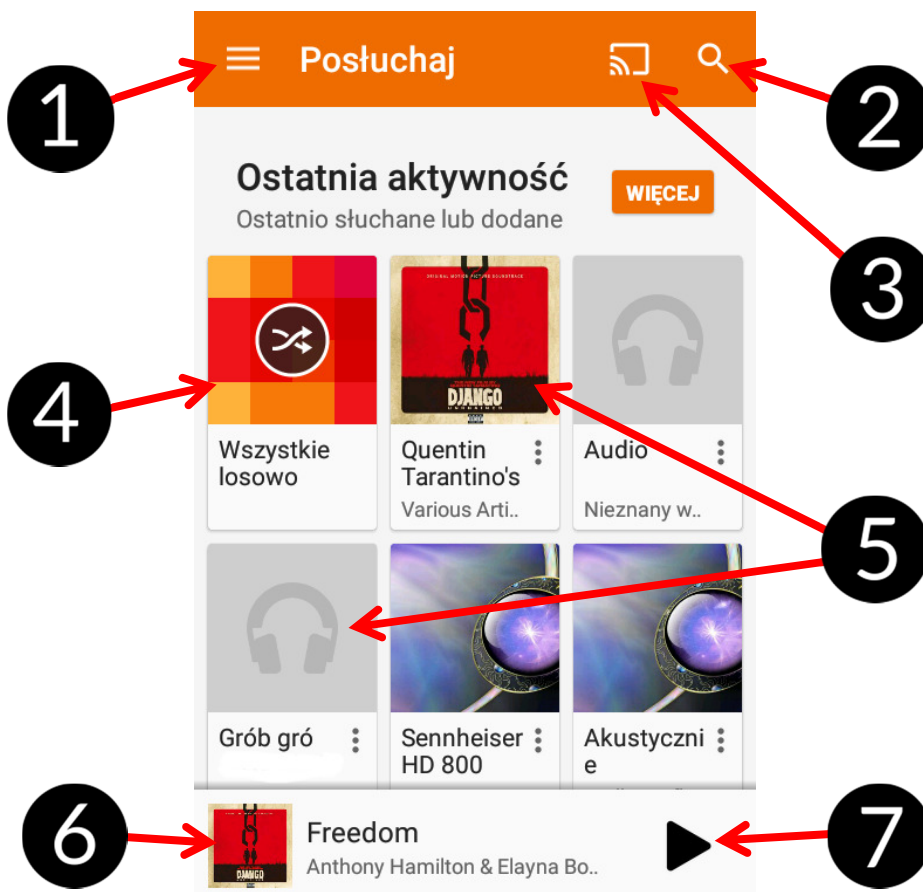 Posłuchaj
1
2
Ostatnia aktywność
WIĘCEJ
Ostatnio słuchane lub dodane
3
ORIGINAL MOTION PICTURE SOUNDTRACK
DJANGO
UNCHAINED
4
Wszystkie
losowo
Quentin
Tarantino's
Various Arti..
Audio
Nieznany w..
5
Grób gró
Sennheiser
HD 800
Akustyczni
e
6
DJANGO
Freedom
Anthony Hamilton & Elayna Bo..
7